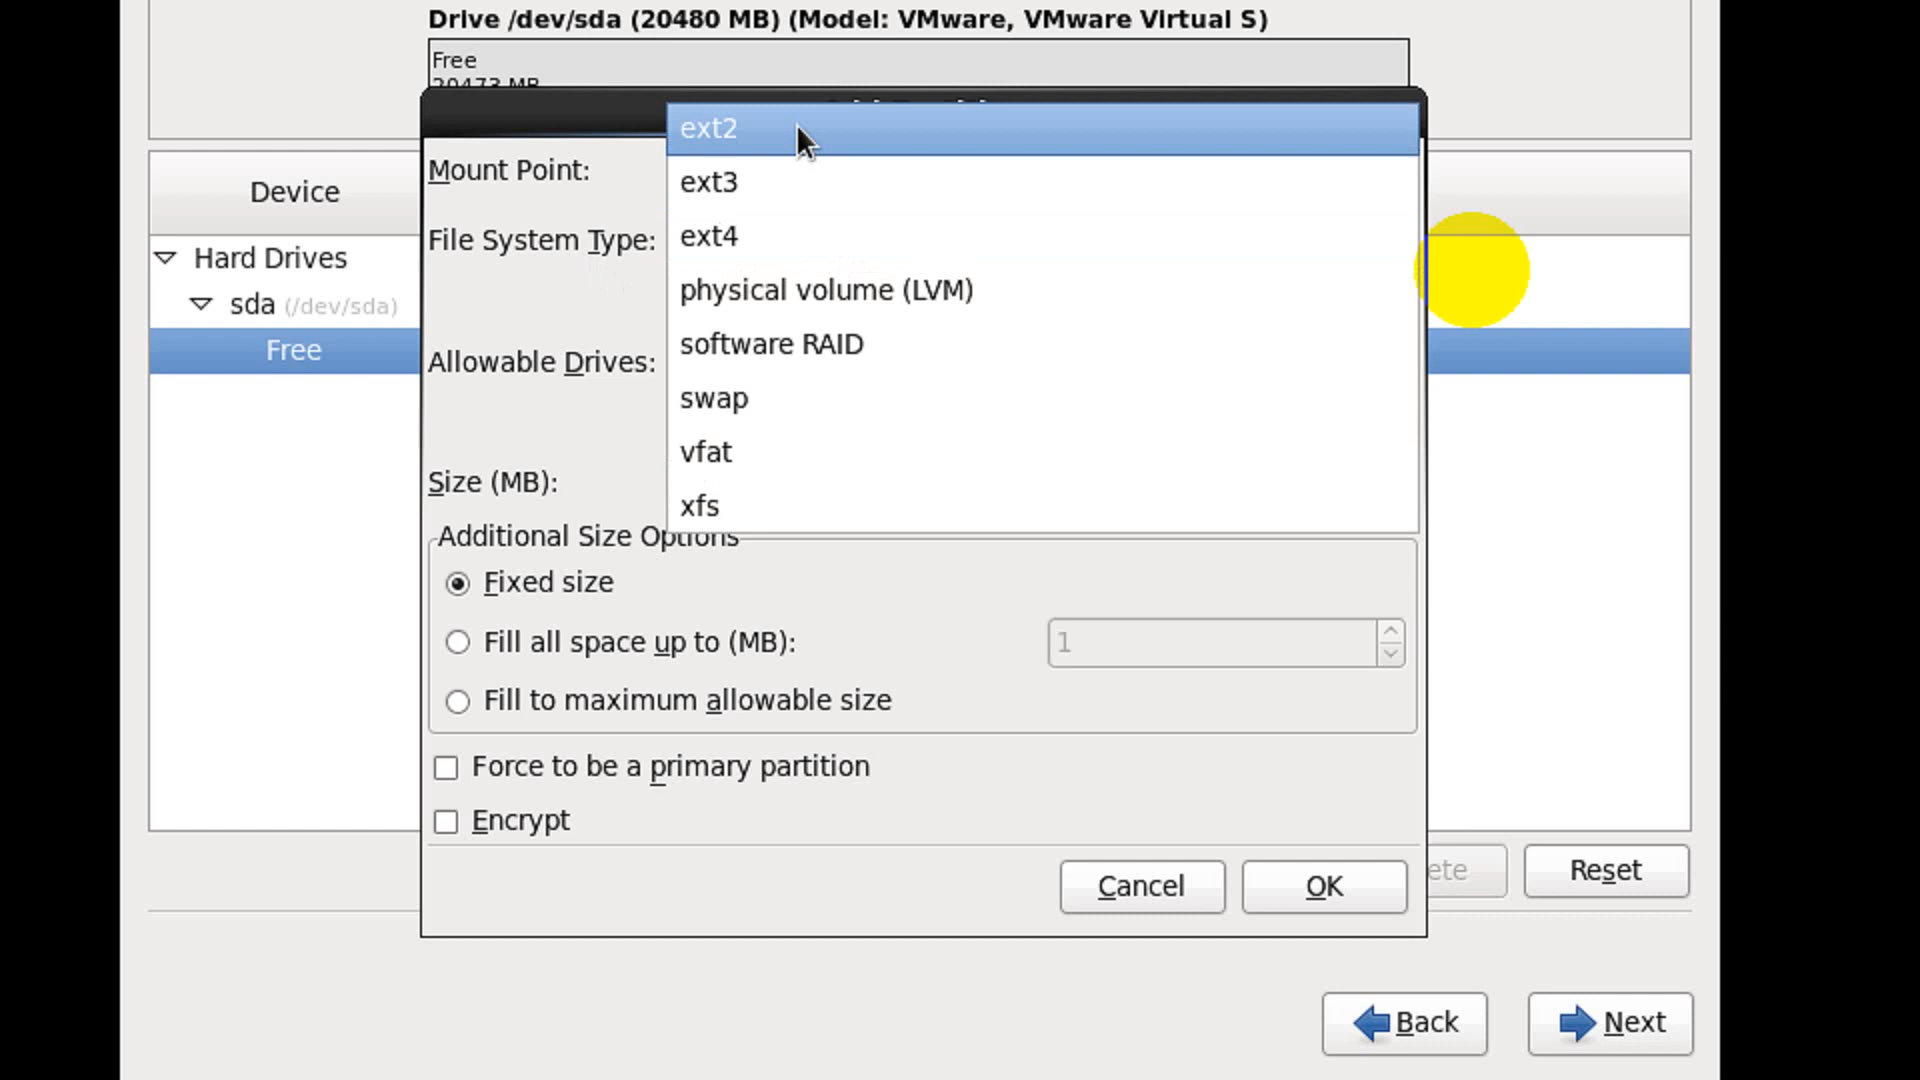 Drive /dev/sda (20480 MB) (Model: VMware, VMware Virtual S)
Free
20473 MB
ext2
Mount Point:
ext3
Device
File System Type:
ext4
Hard Drives
physical volume (LVM)
sda (/dev/sda)
software RAID
Free
Allowable Drives:
swap
vfat
Size (MB):
xfs
Additional Size Options
Fixed size
Fill all space up to (MB):
1
Fill to maximum allowable size
Force to be a primary partition
Encrypt
ete
Reset
Cancel
OK
Back
Next